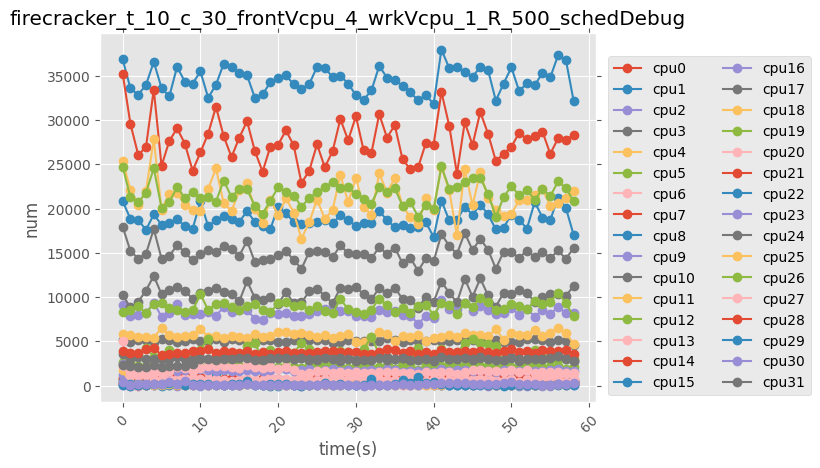 firecracker_t_10_c_30_frontVcpu_4_wrkVcpu_1_R_500_schedDebug
num
35000
30000
25000
20000
15000
10000
5000
0
0
10
20
30
40
50
60
time(s)
cpu0
cpu1
cpu2
cpu3
cpu4
cpu5
cpu6
cpu7
cpu8
cpu9
cpu10
cpu11
cpu12
cpu13
cpu14
cpu15
cpu16
cpu17
cpu18
cpu19
cpu20
cpu21
cpu22
cpu23
cpu24
cpu25
cpu26
cpu27
cpu28
cpu29
cpu30
cpu31